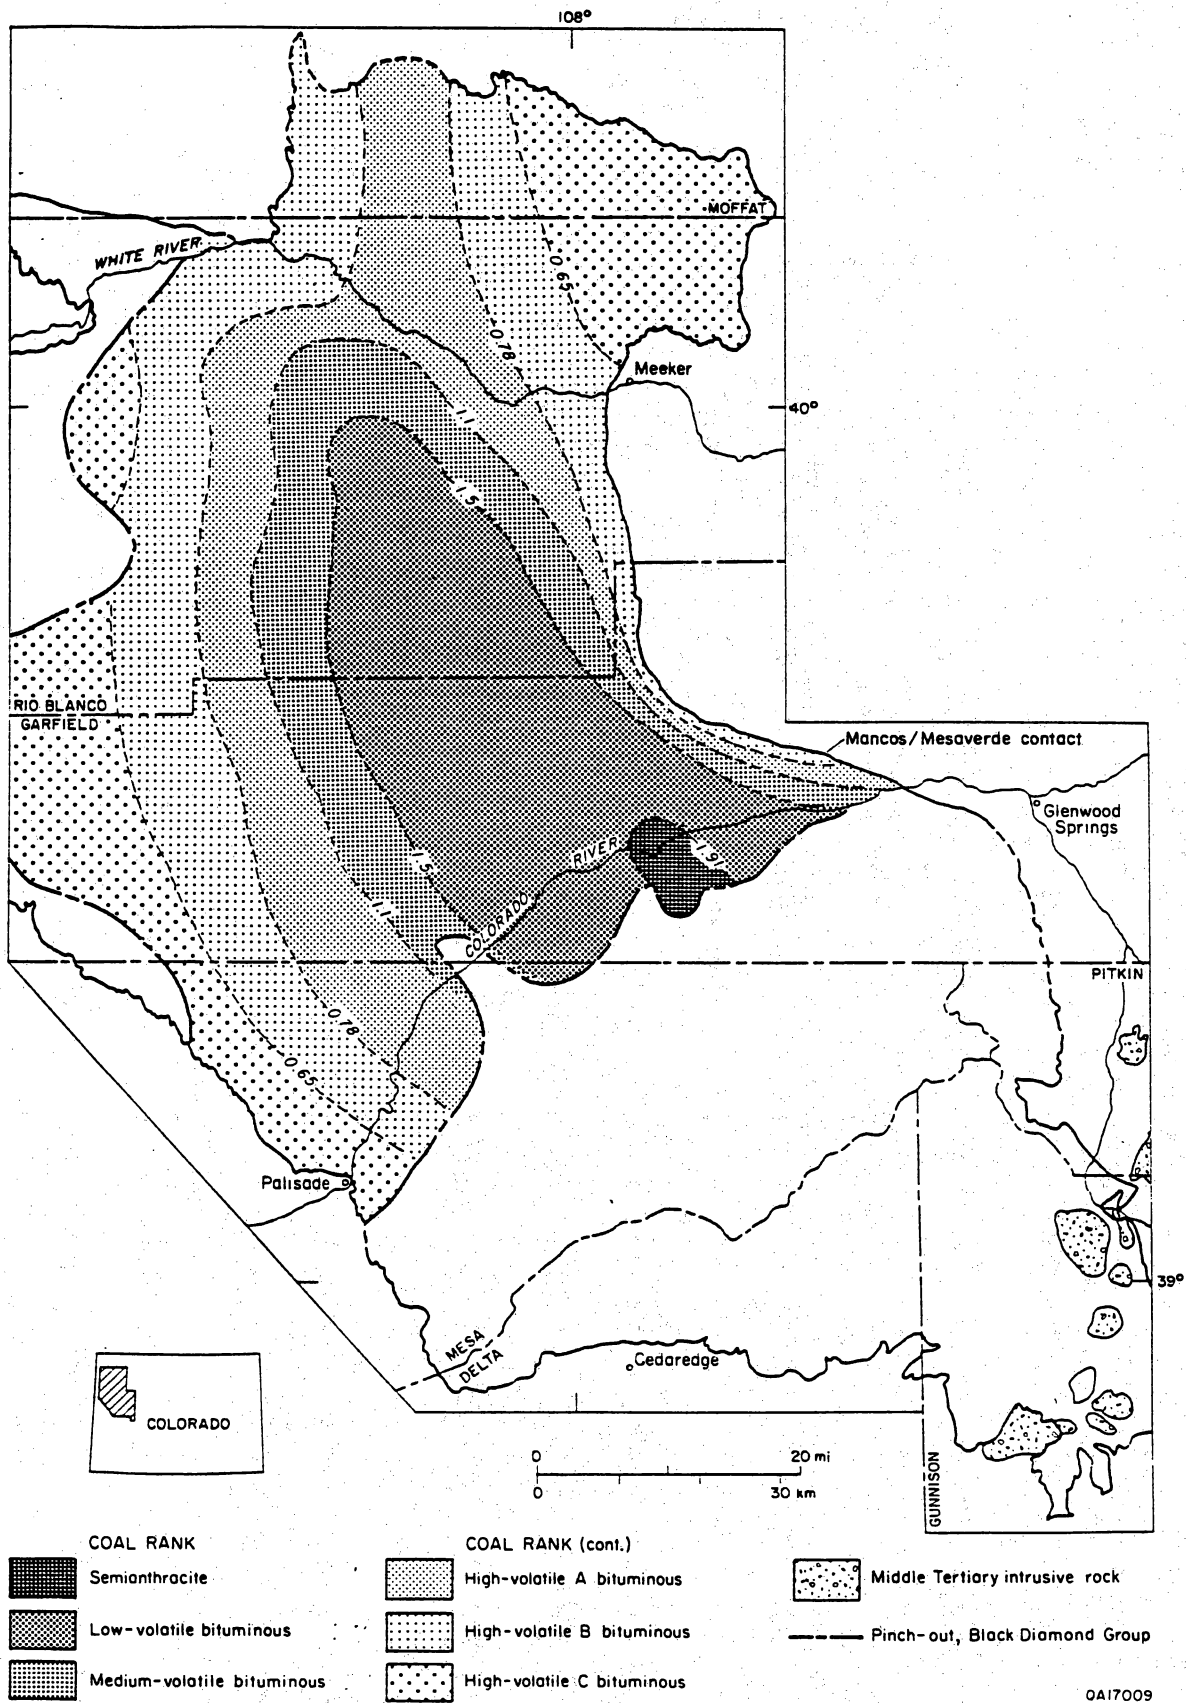 108°
MOFFAT
WHITE RIVER
0.65
0.78
Meeker
40°
1.1
1.5
RIO BLANCO
GARFIELD
Mancos/Mesaverde contact
Glenwood
Springs
COLORADO RIVER
1.91
1.5
1.1
PITKIN
0.78
0.65
Palisade
39°
MESA
DELTA
Cedaredge
COLORADO
GUNNISON
0 20 mi
0 30 km
COAL RANK
Semianthracite
Low-volatile bituminous
Medium-volatile bituminous
COAL RANK (cont.)
High-volatile A bituminous
High-volatile B bituminous
High-volatile C bituminous
Middle Tertiary intrusive rock
Pinch-out, Black Diamond Group
QA17009